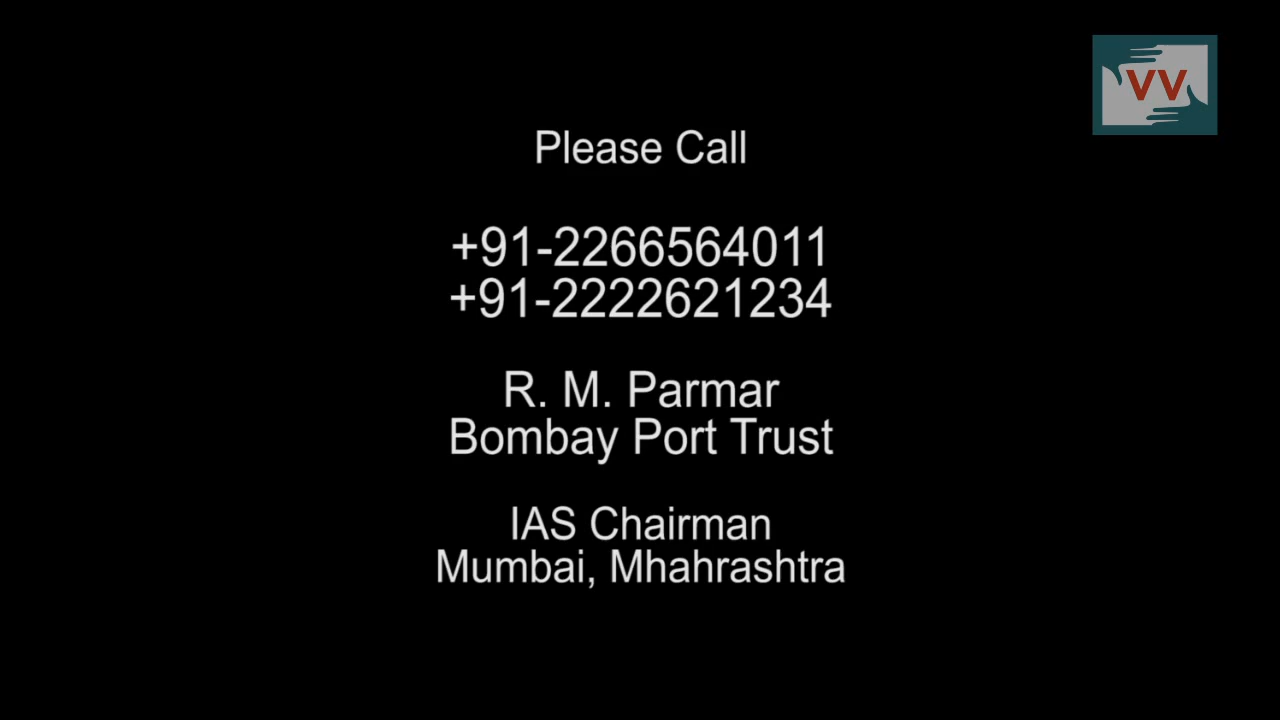 VV
Please Call
+91-2266564011
+91-2222621234
R. M. Parmar
Bombay Port Trust
IAS Chairman
Mumbai, Mhahrashtra